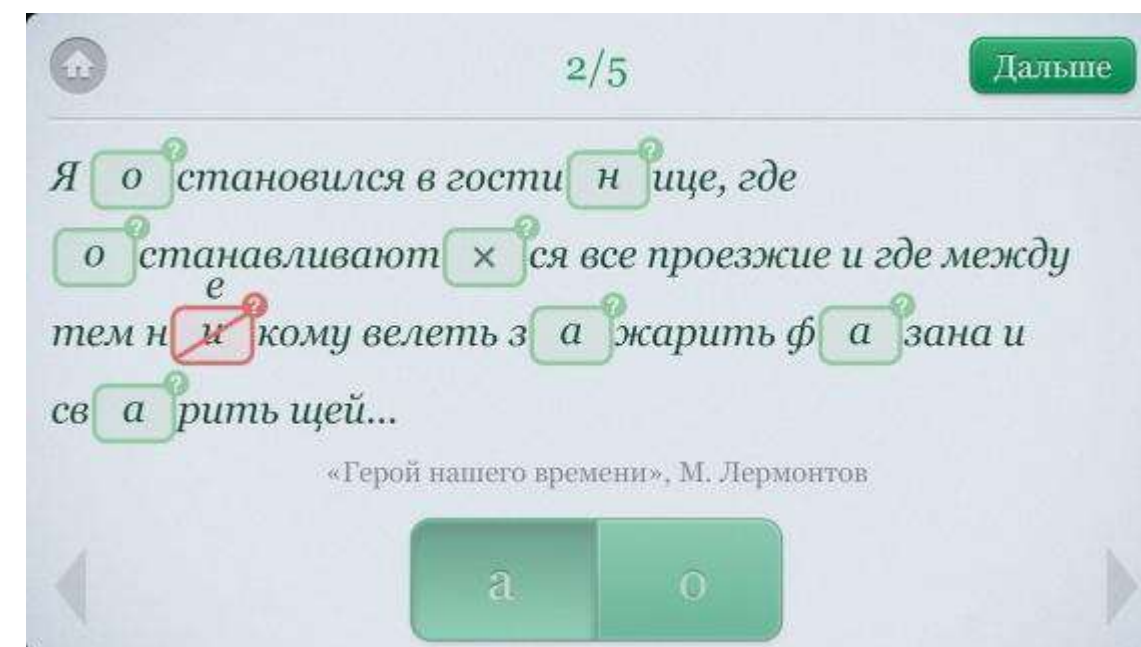 2/5
Дальше
Я о становился в гости н ице, где
о станавливают × ся все проезжие и где между
е
тем н и кому велеть з а жарить ф а зана и
св а рить щей...
«Герой нашего времени», М. Лермонтов
а о